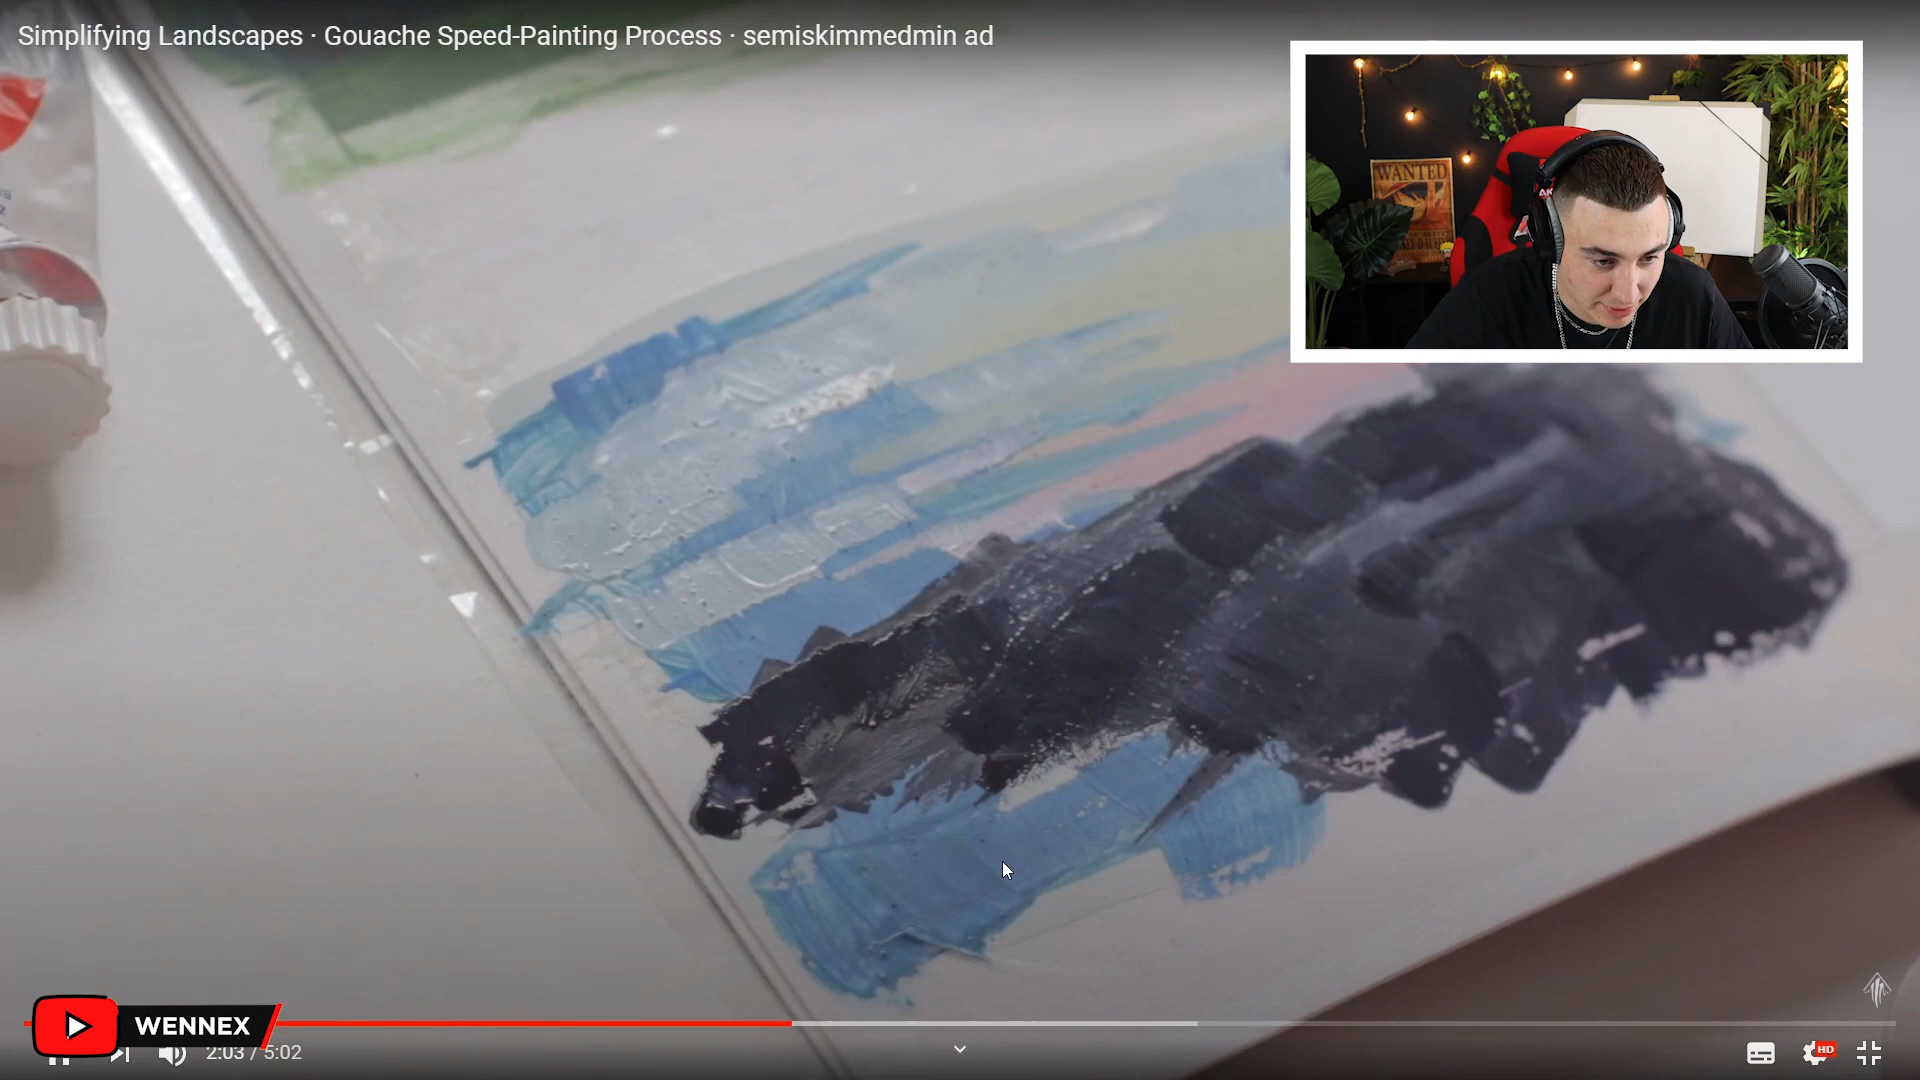 Simplifying Landscapes · Gouache Speed-Painting Process · semiskimmedmin ad
WANTED
WENNEX
2:03 / 5:02
HD